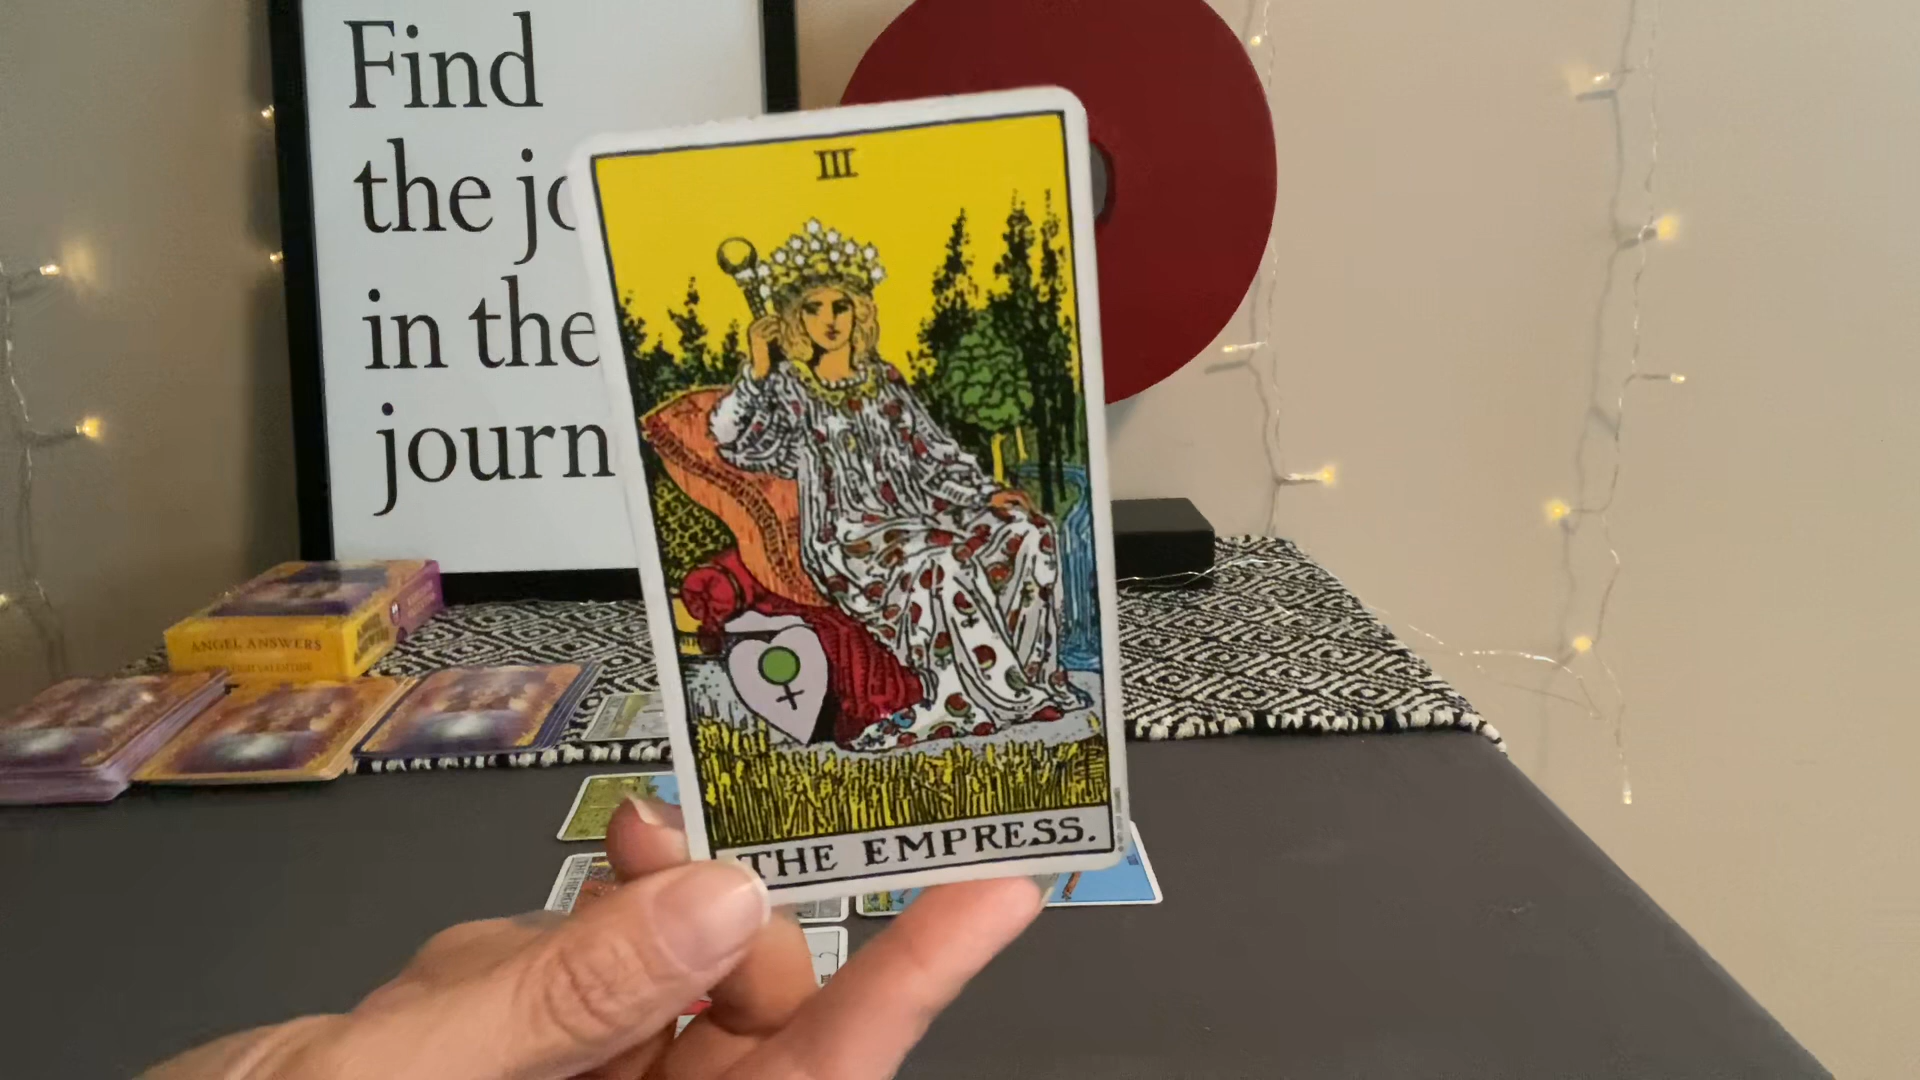 Find
the jo
in the
journ
III
THE EMPRESS.
ANGEL ANSWERS